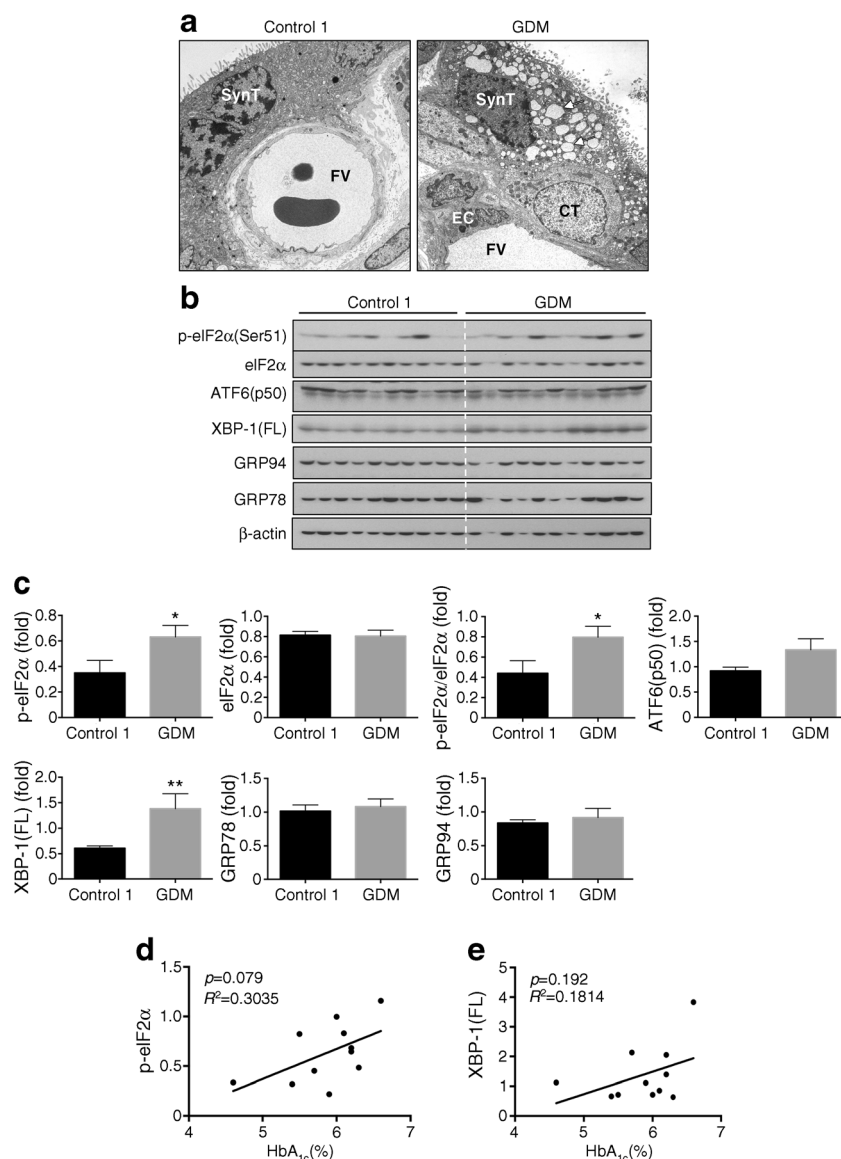 a
Control 1 GDM
SynT FV
SynT EC CT FV
b
Control 1 GDM
p-eIF2α(Ser51)
eIF2α
ATF6(p50)
XBP-1(FL)
GRP94
GRP78
β-actin
c
p-eIF2α (fold)
0.8
0.6
0.4
0.2
0
*
Control 1 GDM
eIF2α (fold)
1.0
0.8
0.6
0.4
0.2
0
Control 1 GDM
p-eIF2α/eIF2α (fold)
1.0
0.8
0.6
0.4
0.2
0
*
Control 1 GDM
ATF6(p50) (fold)
2.0
1.5
1.0
0.5
0
Control 1 GDM
XBP-1(FL) (fold)
2.0
1.5
1.0
0.5
0
**
Control 1 GDM
GRP78 (fold)
1.5
1.0
0.5
0
Control 1 GDM
GRP94 (fold)
1.5
1.0
0.5
0
Control 1 GDM
d
p-eIF2α
1.5
1.0
0.5
0
p=0.079
R²=0.3035
4 5 6 7
HbA1c(%)
e
XBP-1(FL)
5
4
3
2
1
0
p=0.192
R²=0.1814
4 5 6 7
HbA1c(%)